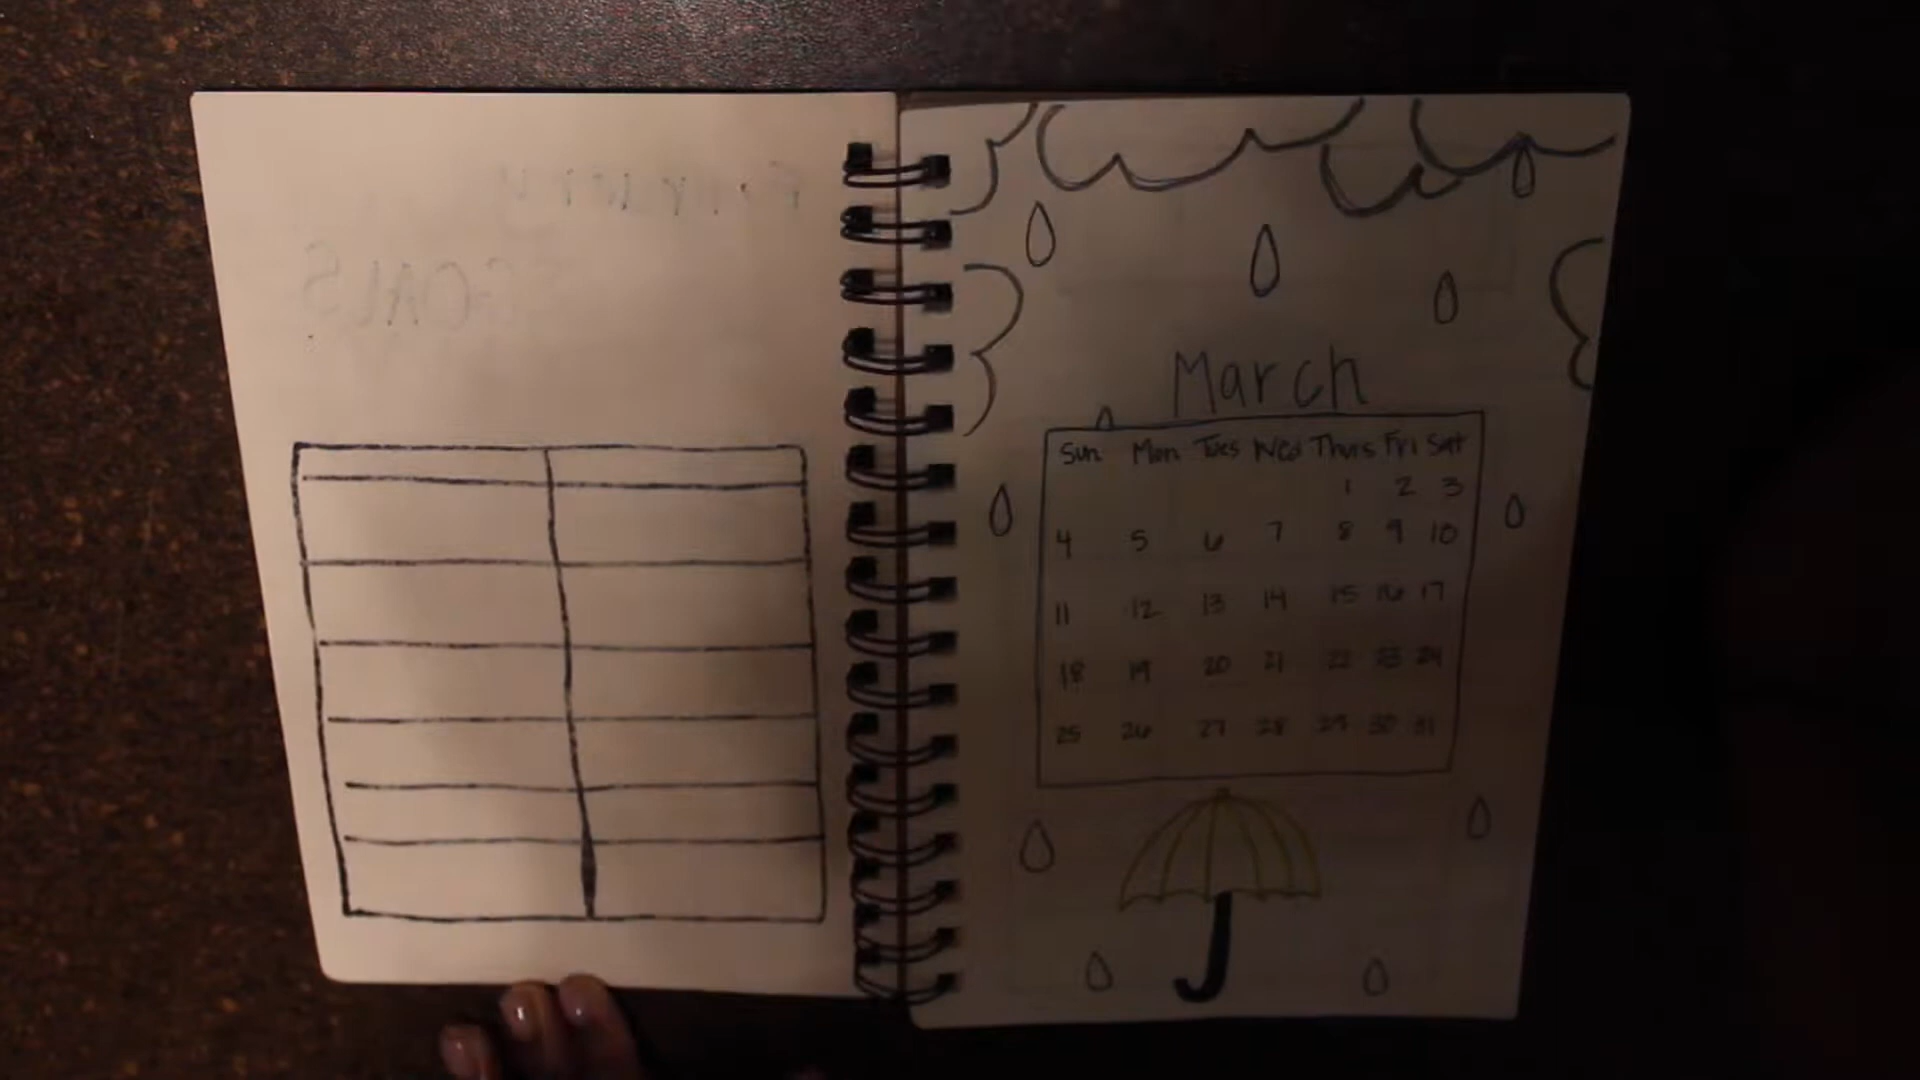 GOALS
March
Sun Mon Tues Wed Thurs Fri Sat
1 2 3
4 5 6 7 8 9 10
11 12 13 14 15 16 17
18 19 20 21 22 23 24
25 26 27 28 29 30 31